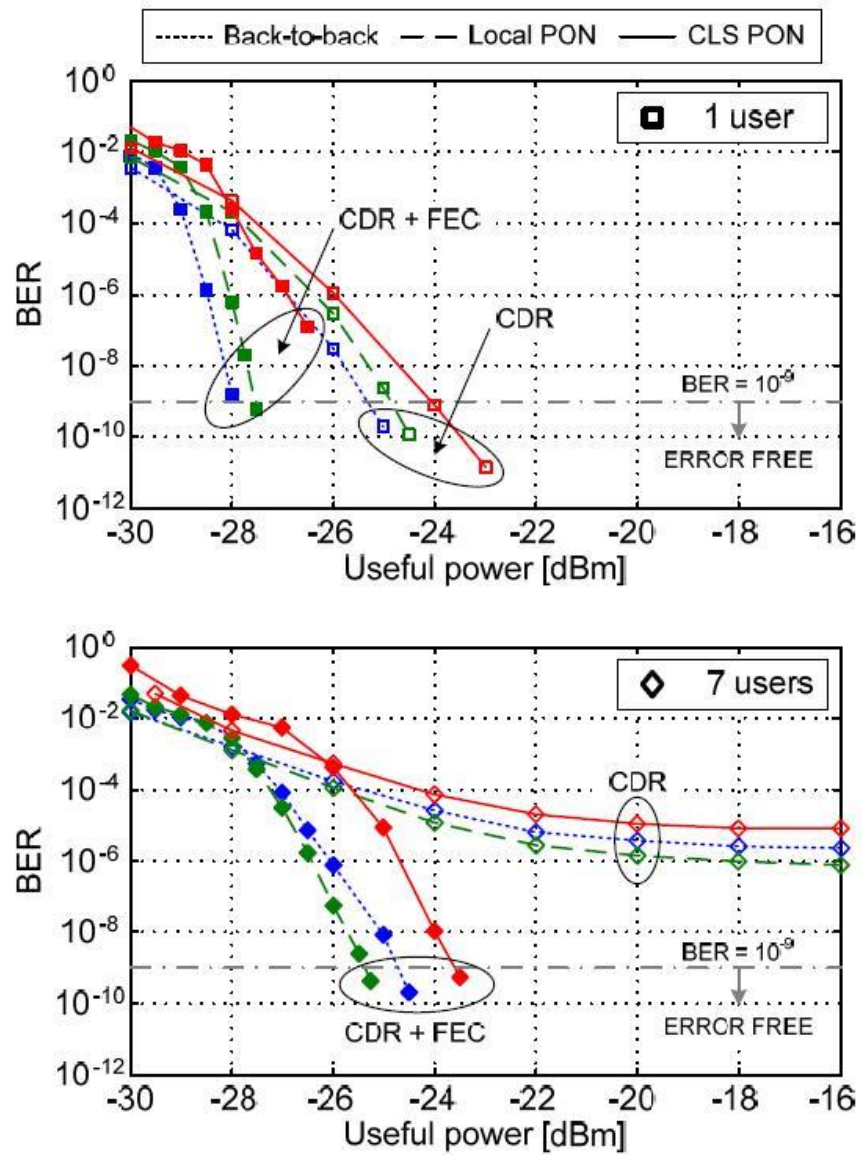 Back-to-back Local PON CLS PON
10^0
10^-2
10^-4
10^-6
10^-8
10^-10
10^-12
BER
1 user
CDR + FEC
CDR
BER = 10^-9
ERROR FREE
-30 -28 -26 -24 -22 -20 -18 -16
Useful power [dBm]
10^0
10^-2
10^-4
10^-6
10^-8
10^-10
10^-12
BER
7 users
CDR
BER = 10^-9
CDR + FEC
ERROR FREE
-30 -28 -26 -24 -22 -20 -18 -16
Useful power [dBm]